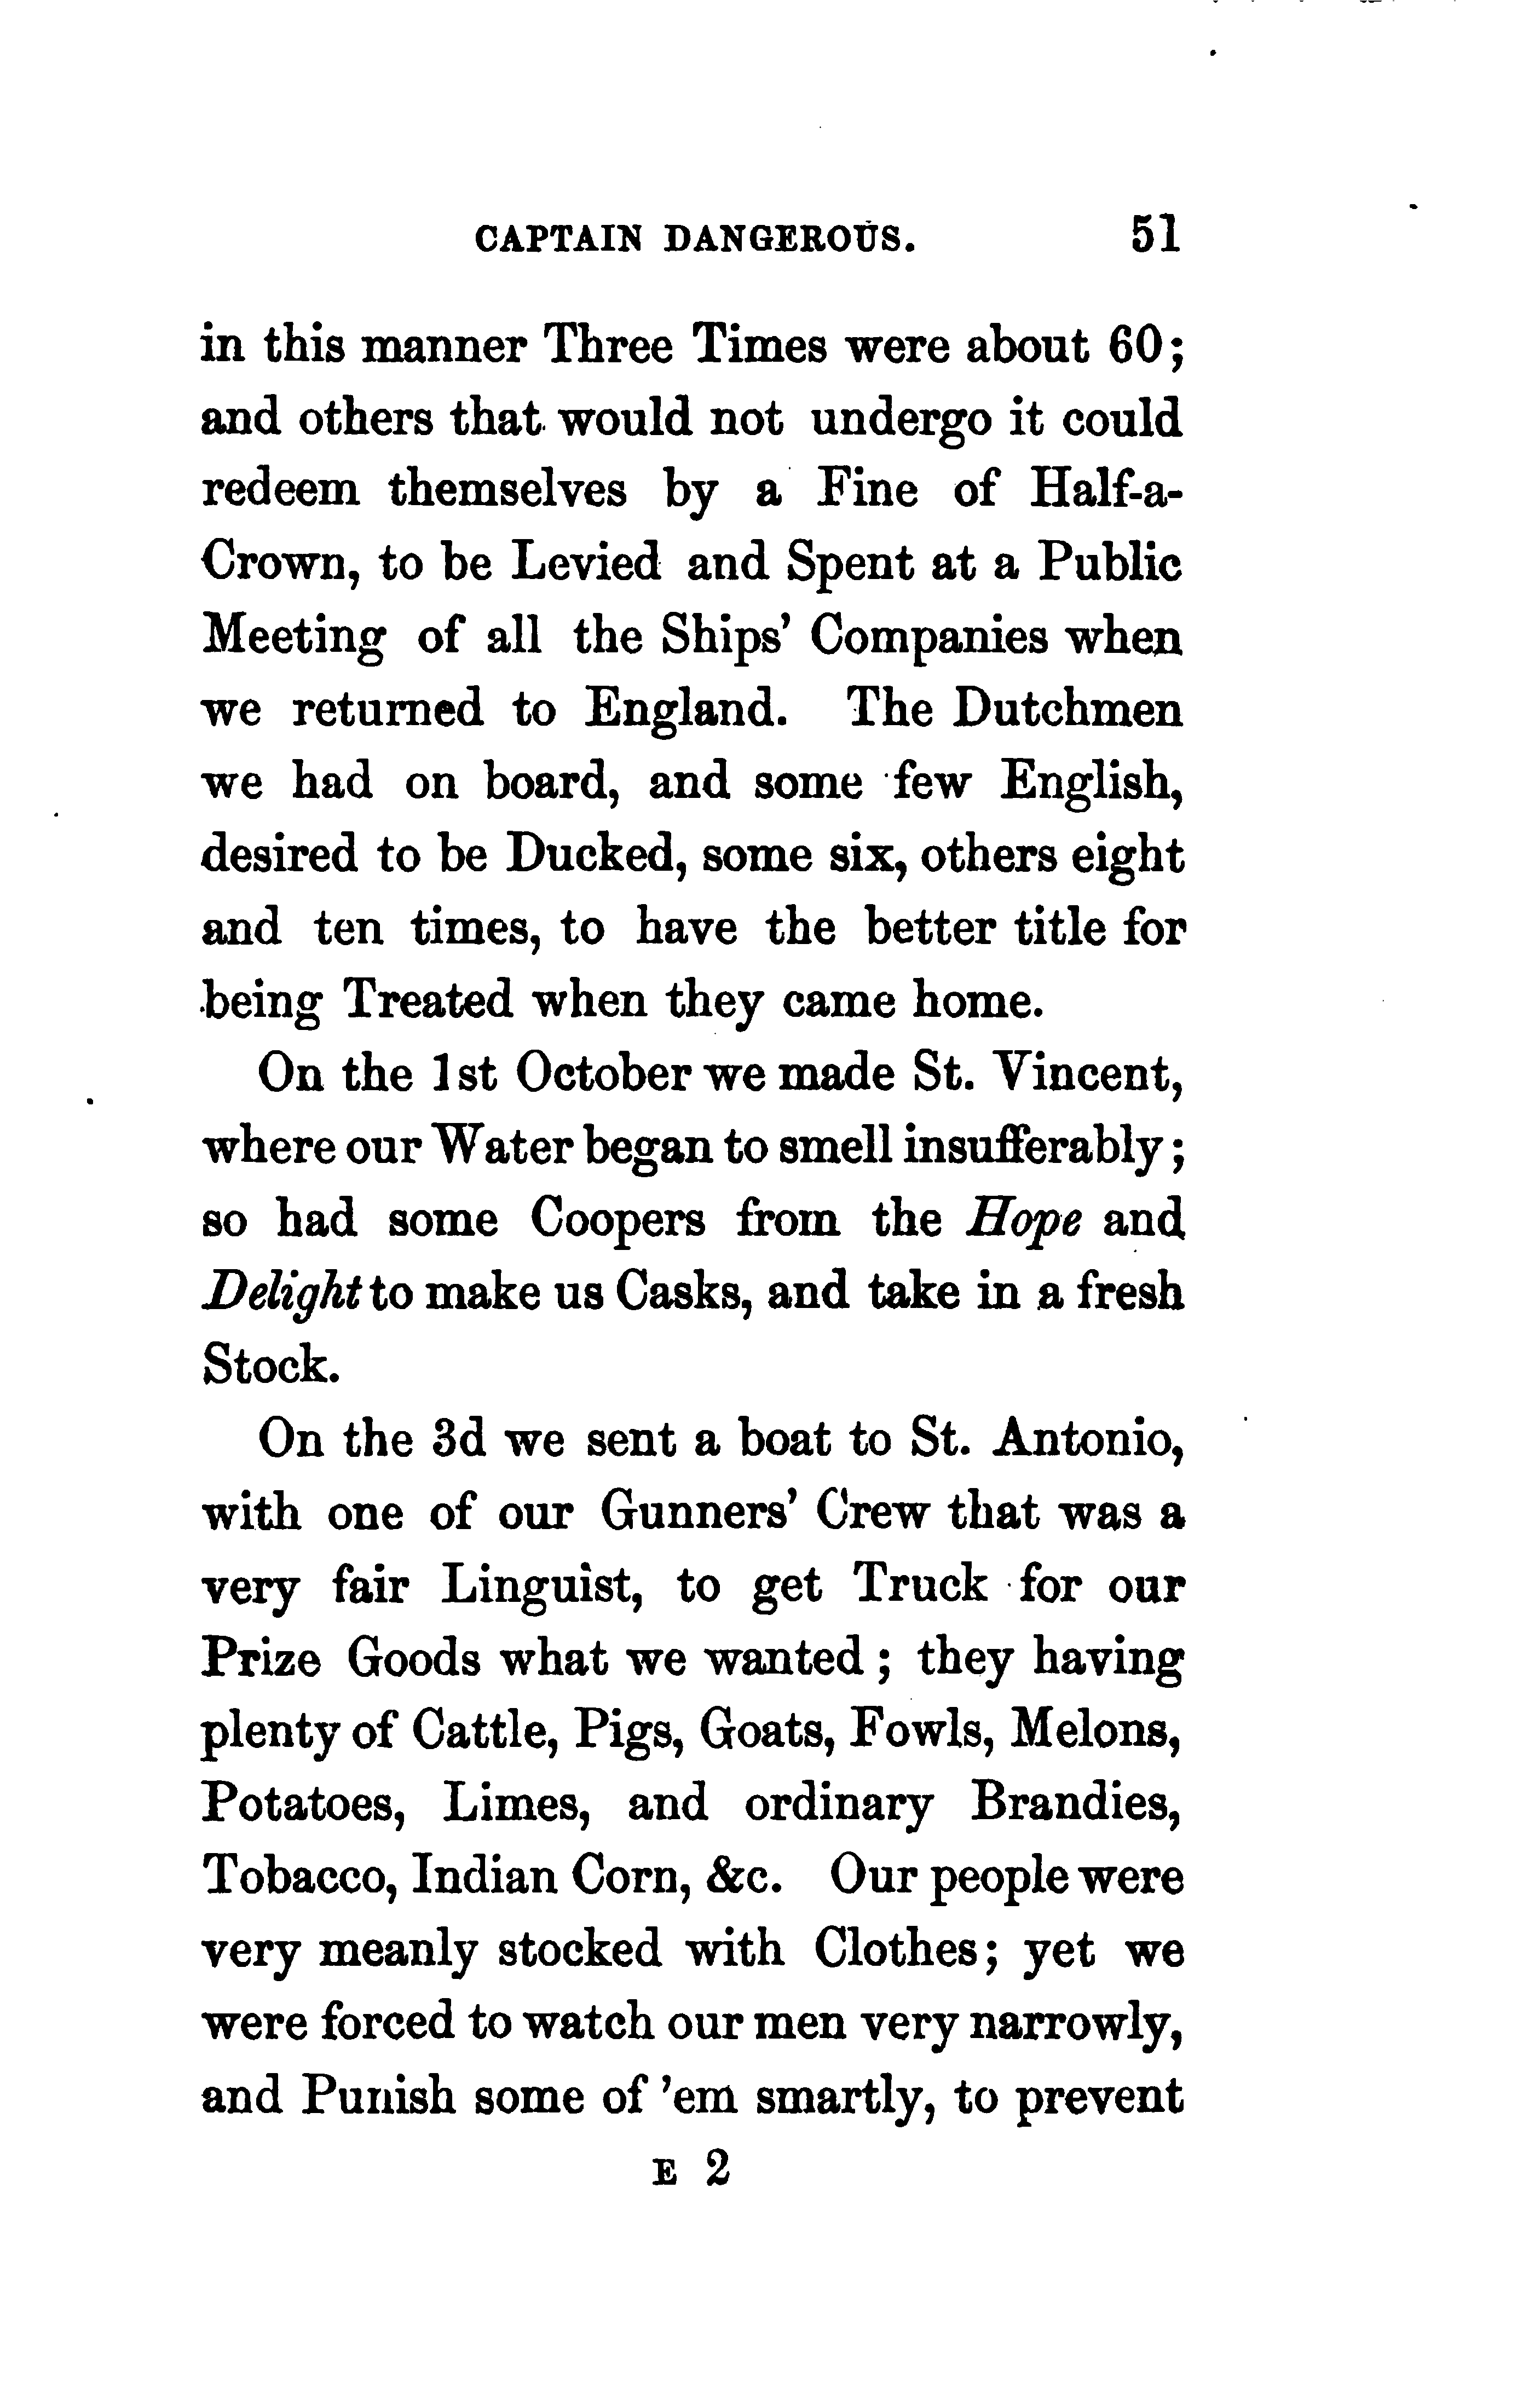 CAPTAIN DANGEROUS. 51
in this manner Three Times were about 60;
and others that would not undergo it could
redeem themselves by a Fine of Half-a-
Crown, to be Levied and Spent at a Public
Meeting of all the Ships' Companies when
we returned to England. The Dutchmen
we had on board, and some few English,
desired to be Ducked, some six, others eight
and ten times, to have the better title for
being Treated when they came home.
On the 1st October we made St. Vincent,
where our Water began to smell insufferably;
so had some Coopers from the Hope and
Delight to make us Casks, and take in a fresh
Stock.
On the 3d we sent a boat to St. Antonio,
with one of our Gunners' Crew that was a
very fair Linguist, to get Truck for our
Prize Goods what we wanted; they having
plenty of Cattle, Pigs, Goats, Fowls, Melons,
Potatoes, Limes, and ordinary Brandies,
Tobacco, Indian Corn, &c. Our people were
very meanly stocked with Clothes; yet we
were forced to watch our men very narrowly,
and Punish some of 'em smartly, to prevent
E 2